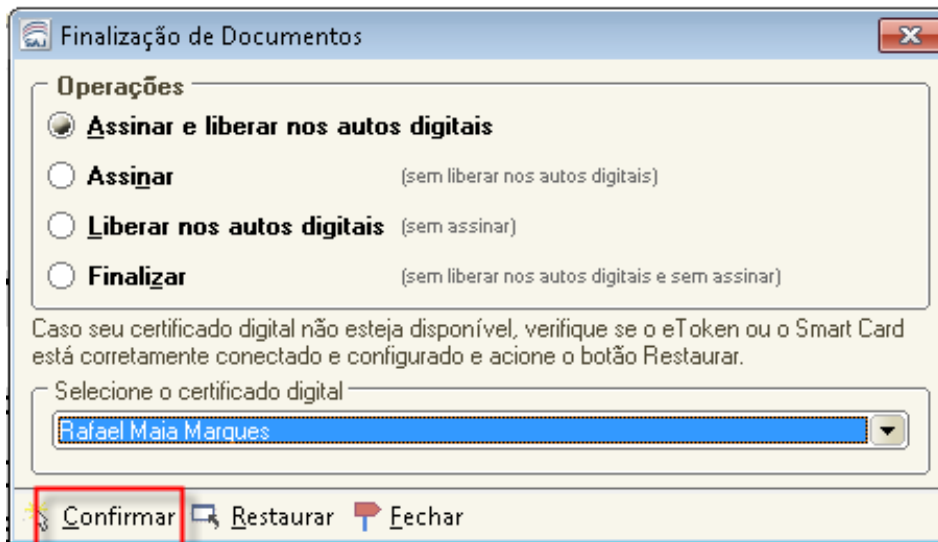 SAJ
Finalização de Documentos
Operações
Assinar e liberar nos autos digitais
Assinar (sem liberar nos autos digitais)
Liberar nos autos digitais (sem assinar)
Finalizar (sem liberar nos autos digitais e sem assinar)
Caso seu certificado digital não esteja disponível, verifique se o eToken ou o Smart Card
está corretamente conectado e configurado e acione o botão Restaurar.
Selecione o certificado digital
Rafael Maia Marques
Confirmar Restaurar Fechar